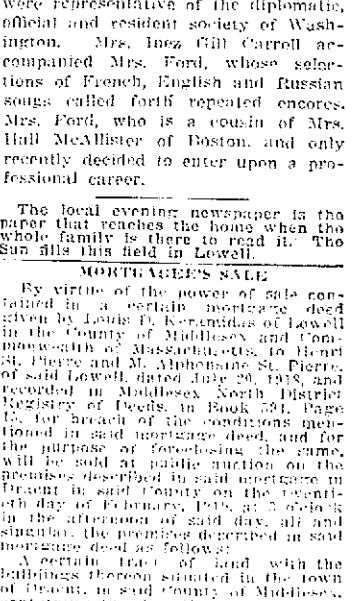 were representative of the diplomatic,
official and resident society of Wash-
ington. Mrs. Inez Gill Carroll ac-
companied Mrs. Ford, whose selec-
tions of French, English and Russian
songs called forth repeated encores.
Mrs. Ford, who is a cousin of Mrs.
Hall McAllister of Boston, and only
recently decided to enter upon a pro-
fessional career.
The local evening newspaper is the
paper that reaches the home when the
whole family is there to read it. The
Sun fills this field in Lowell.
MORTGAGEE'S SALE
By virtue of the power of sale con-
tained in a certain mortgage deed
given by Louis D. Keramidas of Lowell
in the County of Middlesex and Com-
monwealth of Massachusetts, to Henri
St. Pierre and M. Alphonsine St. Pierre,
of said Lowell, dated July 29, 1918, and
recorded in Middlesex North District
Registry of Deeds, in Book Page
for breach of the conditions men-
tioned in said mortgage deed, and for
the purpose of foreclosing the same,
will be sold at public auction on the
premises described in said mortgage in
Dracut in said County on the twenti-
eth day of February, at o'clock
in the afternoon of said day, all and
singular the premises described in said
mortgage deed as follows:
A certain tract of land with the
buildings thereon situated in the town
of Dracut, in said County of Middlesex,